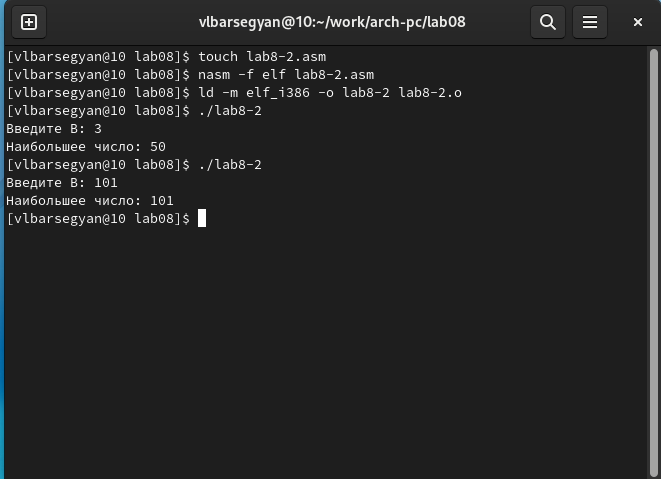 vlbarsegyan@10:~/work/arch-pc/lab08
[vlbarsegyan@10 lab08]$ touch lab8-2.asm
[vlbarsegyan@10 lab08]$ nasm -f elf lab8-2.asm
[vlbarsegyan@10 lab08]$ ld -m elf_i386 -o lab8-2 lab8-2.o
[vlbarsegyan@10 lab08]$ ./lab8-2
Введите В: 3
Наибольшее число: 50
[vlbarsegyan@10 lab08]$ ./lab8-2
Введите В: 101
Наибольшее число: 101
[vlbarsegyan@10 lab08]$